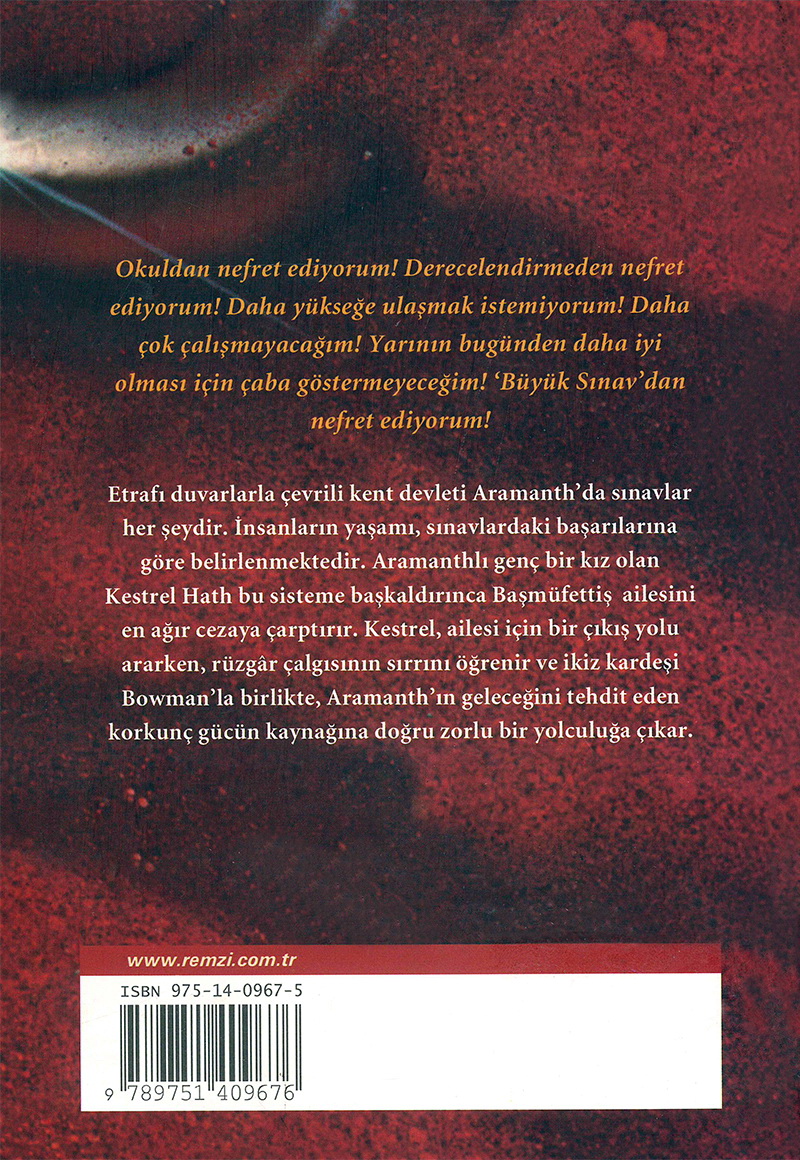 Okuldan nefret ediyorum! Derecelendirmeden nefret
ediyorum! Daha yükseğe ulaşmak istemiyorum! Daha
çok çalışmayacağım! Yarının bugünden daha iyi
olması için çaba göstermeyeceğim! ‘Büyük Sınav’dan
nefret ediyorum!
Etrafı duvarlarla çevrili kent devleti Aramanth’da sınavlar
her şeydir. İnsanların yaşamı, sınavlardaki başarılarına
göre belirlenmektedir. Aramanthlı genç bir kız olan
Kestrel Hath bu sisteme başkaldırınca Başmüfettiş ailesini
en ağır cezaya çarptırır. Kestrel, ailesi için bir çıkış yolu
ararken, rüzgâr çalgısının sırrını öğrenir ve ikiz kardeşi
Bowman’la birlikte, Aramanth’ın geleceğini tehdit eden
korkunç gücün kaynağına doğru zorlu bir yolculuğa çıkar.
www.remzi.com.tr
ISBN 975-14-0967-5
9 789751 409676